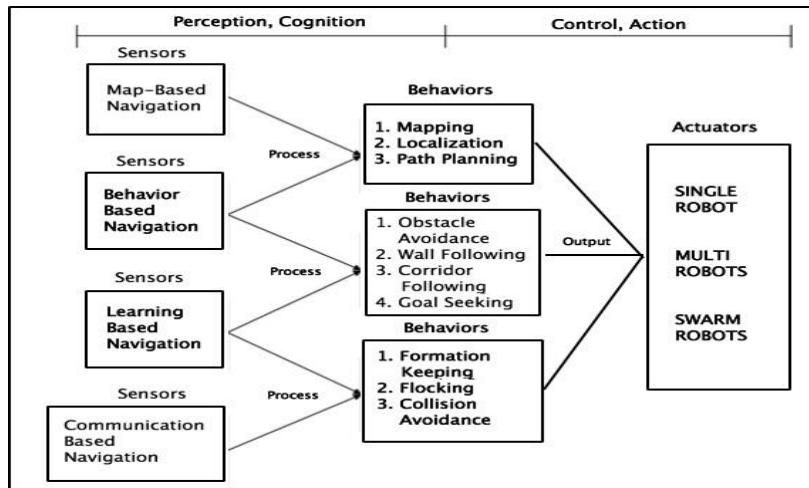 Perception, Cognition
Control, Action
Sensors
Map-Based
Navigation
Sensors
Behavior
Based
Navigation
Sensors
Learning
Based
Navigation
Sensors
Communication
Based
Navigation
Process
Process
Process
Behaviors
1. Mapping
2. Localization
3. Path Planning
Behaviors
1. Obstacle
Avoidance
2. Wall Following
3. Corridor
Following
4. Goal Seeking
Behaviors
1. Formation
Keeping
2. Flocking
3. Collision
Avoidance
Output
Actuators
SINGLE
ROBOT
MULTI
ROBOTS
SWARM
ROBOTS